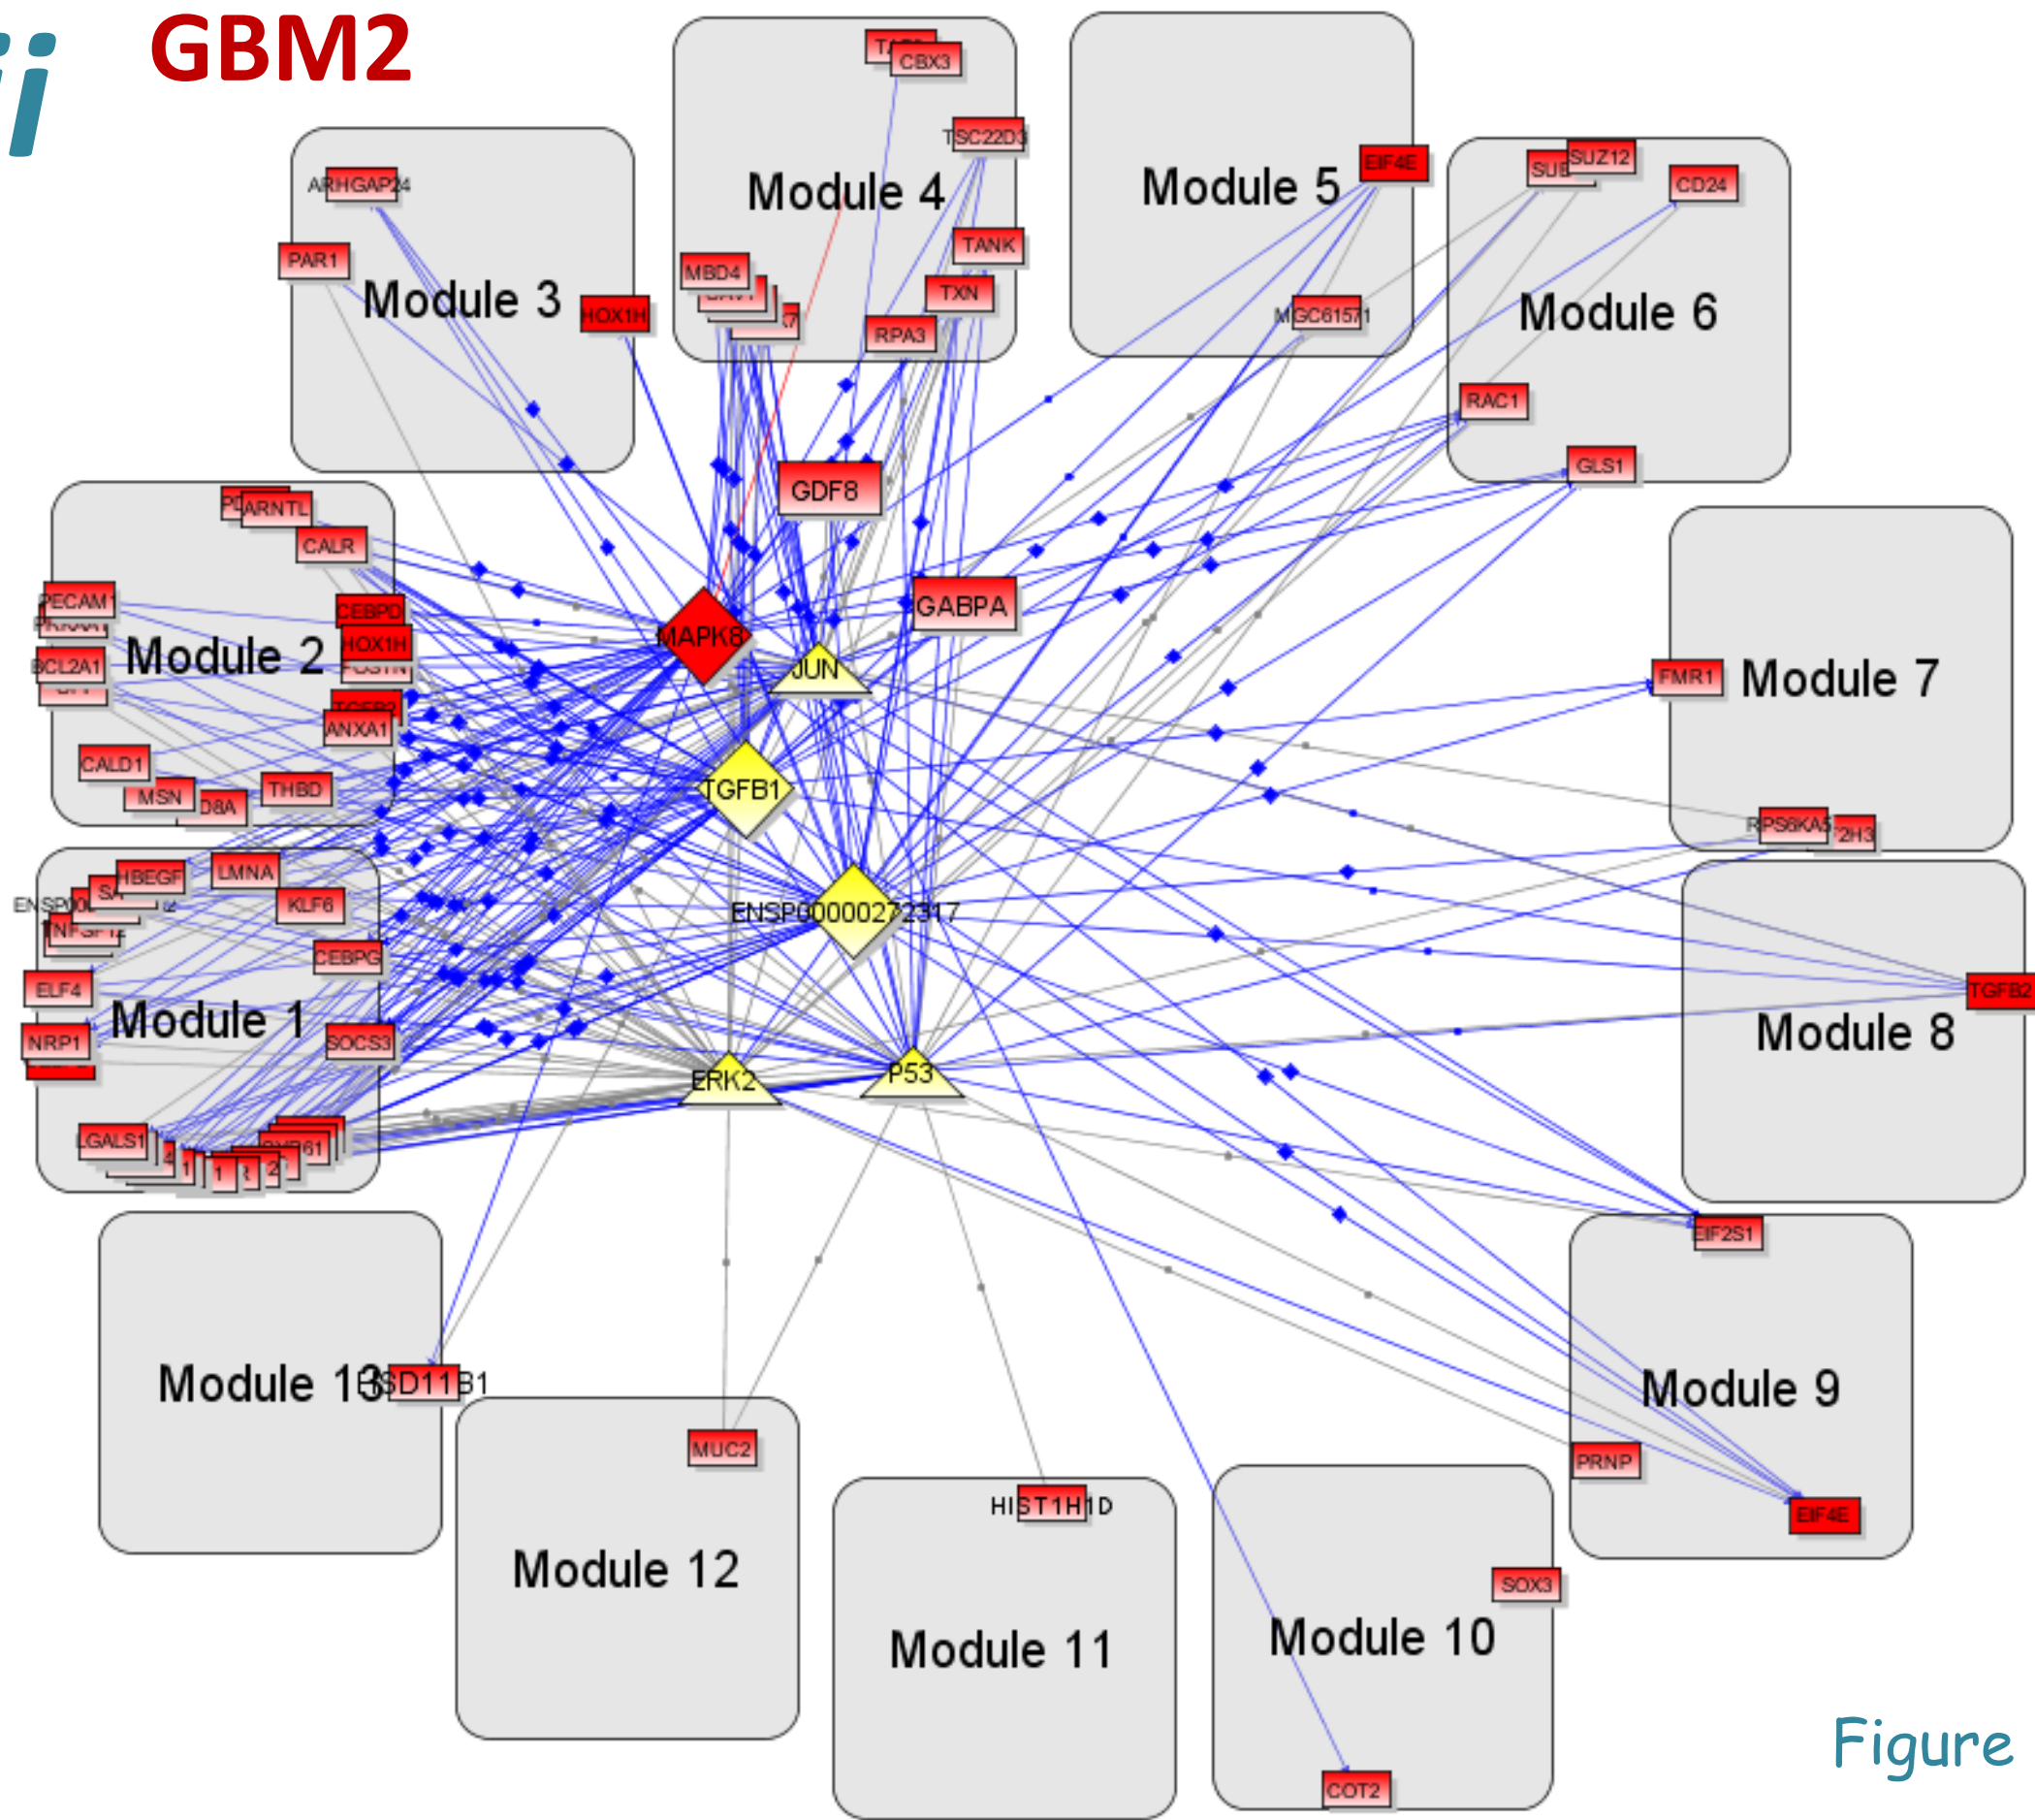 ii
GBM2
CBX3
TSC22D3
Module 4
MBD4
TANK
TXN
RPA3
Module 5
EIF4E
MGC61571
SUZ12
CD24
Module 6
RAC1
GLS1
ARHGAP24
PAR1
Module 3
HOX1H
GDF8
GABPA
MAPK8
JUN
TGFB1
ENSP00000272317
ERK2
P53
ARNTL
CALR
PECAM1
CEBPD
HOX1H
BCL2A1
Module 2
ANXA1
CALD1
MSN
D8A
THBD
HBEGF
LMNA
KLF6
CEBPG
ELF4
Module 1
NRP1
SOCS3
LGALS1
FMR1
Module 7
RPS6KA5
2H3
TGFB2
Module 8
EIF2S1
Module 9
PRNP
EIF4E
Module 13
HSD11B1
MUC2
Module 12
HIST1H1D
Module 11
SOX3
Module 10
COT2
Figure